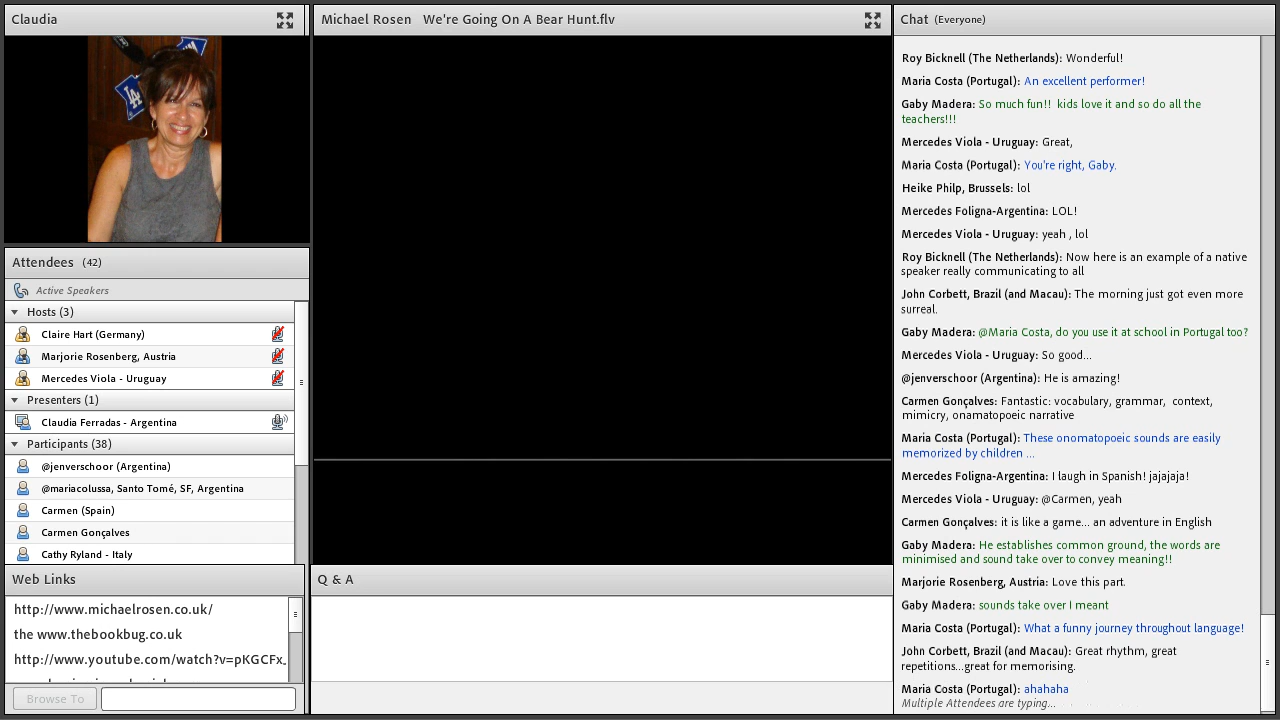 Claudia
LA
Attendees (42)
Active Speakers
Hosts (3)
Claire Hart (Germany)
Marjorie Rosenberg, Austria
Mercedes Viola - Uruguay
Presenters (1)
Claudia Ferradas - Argentina
Participants (38)
@jenverschoor (Argentina)
@mariacolussa, Santo Tomé, SF, Argentina
Carmen (Spain)
Carmen Gonçalves
Cathy Ryland - Italy
Web Links
http://www.michaelrosen.co.uk/
the www.thebookbug.co.uk
http://www.youtube.com/watch?v=pKGCFx_
Browse To
Michael Rosen We're Going On A Bear Hunt.flv
Q & A
Chat (Everyone)
Roy Bicknell (The Netherlands): Wonderful!
Maria Costa (Portugal): An excellent performer!
Gaby Madera: So much fun!! kids love it and so do all the
teachers!!!
Mercedes Viola - Uruguay: Great,
Maria Costa (Portugal): You're right, Gaby.
Heike Philp, Brussels: lol
Mercedes Foligna-Argentina: LOL!
Mercedes Viola - Uruguay: yeah , lol
Roy Bicknell (The Netherlands): Now here is an example of a native
speaker really communicating to all
John Corbett, Brazil (and Macau): The morning just got even more
surreal.
Gaby Madera: @Maria Costa, do you use it at school in Portugal too?
Mercedes Viola - Uruguay: So good...
@jenverschoor (Argentina): He is amazing!
Carmen Gonçalves: Fantastic: vocabulary, grammar, context,
mimicry, onamatopoeic narrative
Maria Costa (Portugal): These onomatopoeic sounds are easily
memorized by children ...
Mercedes Foligna-Argentina: I laugh in Spanish! jajajaja!
Mercedes Viola - Uruguay: @Carmen, yeah
Carmen Gonçalves: it is like a game... an adventure in English
Gaby Madera: He establishes common ground, the words are
minimised and sound take over to convey meaning!!
Marjorie Rosenberg, Austria: Love this part.
Gaby Madera: sounds take over I meant
Maria Costa (Portugal): What a funny journey throughout language!
John Corbett, Brazil (and Macau): Great rhythm, great
repetitions...great for memorising.
Maria Costa (Portugal): ahahaha
Multiple Attendees are typing...